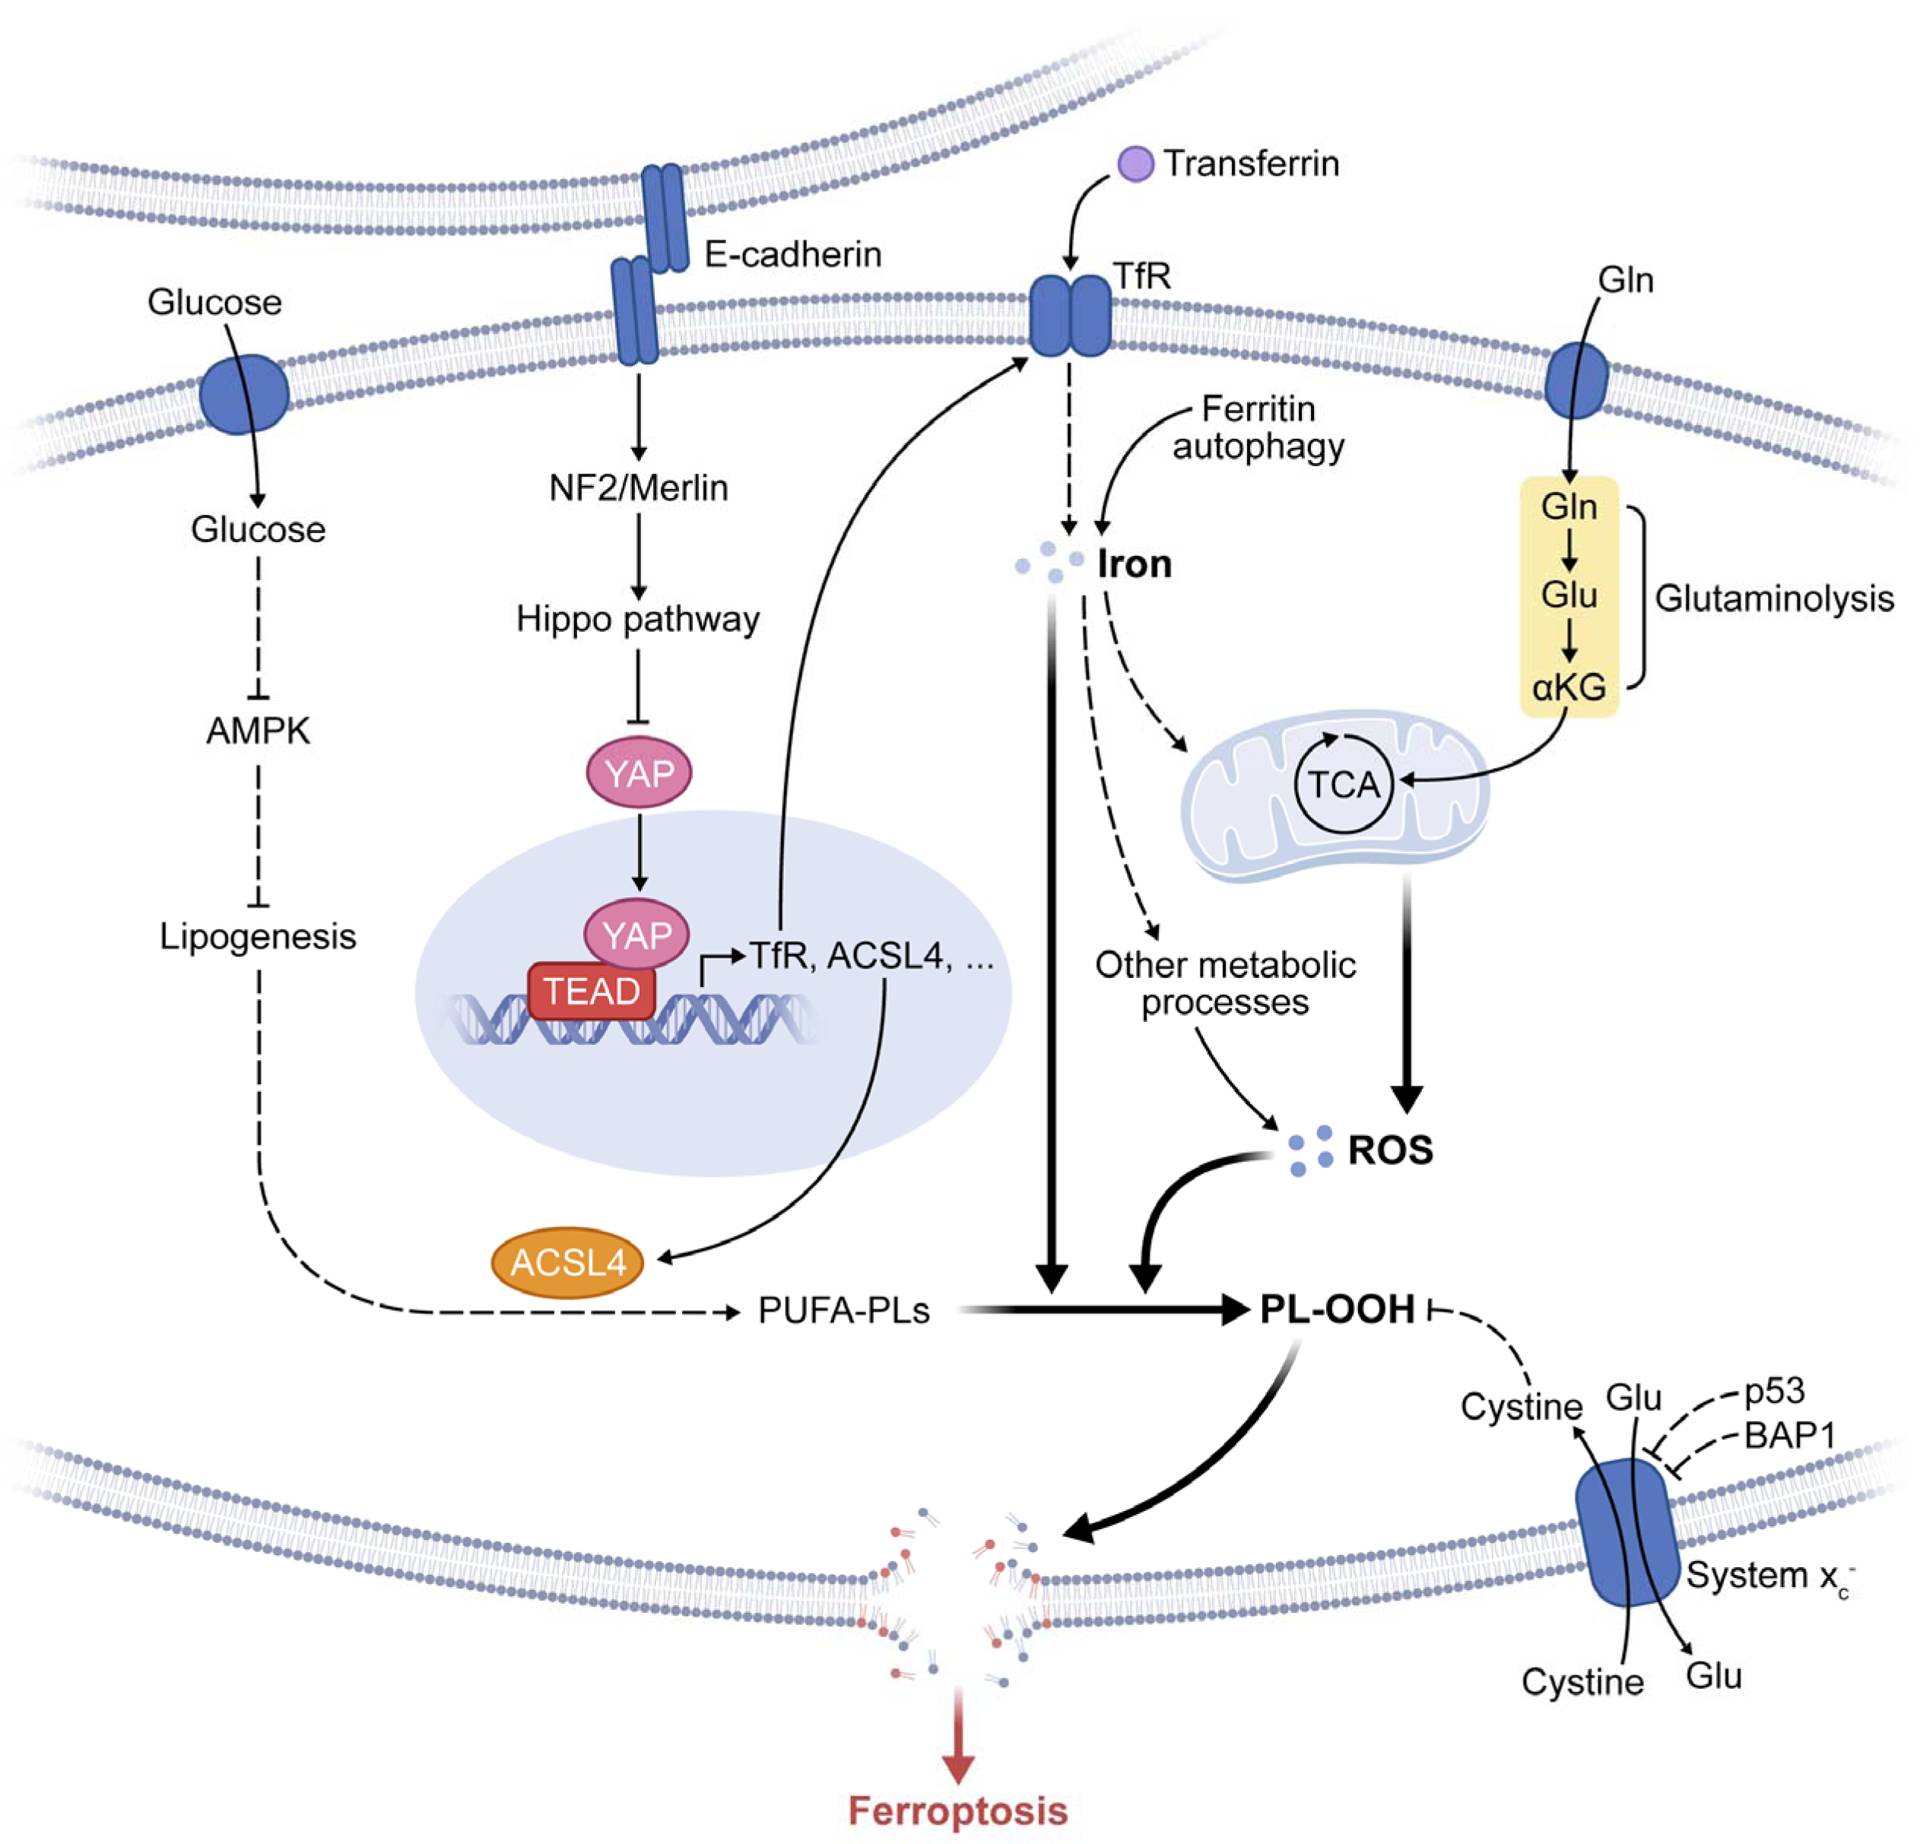 Transferrin
E-cadherin
TfR
Glucose
Gln
Ferritin
autophagy
NF2/Merlin
Gln
Glucose
Iron
Glu
Glutaminolysis
Hippo pathway
αKG
AMPK
YAP
TCA
Lipogenesis
YAP
TfR, ACSL4, ...
TEAD
Other metabolic
processes
ROS
ACSL4
PUFA-PLs
PL-OOH
p53
Cystine
Glu
BAP1
System xc-
Cystine
Glu
Ferroptosis